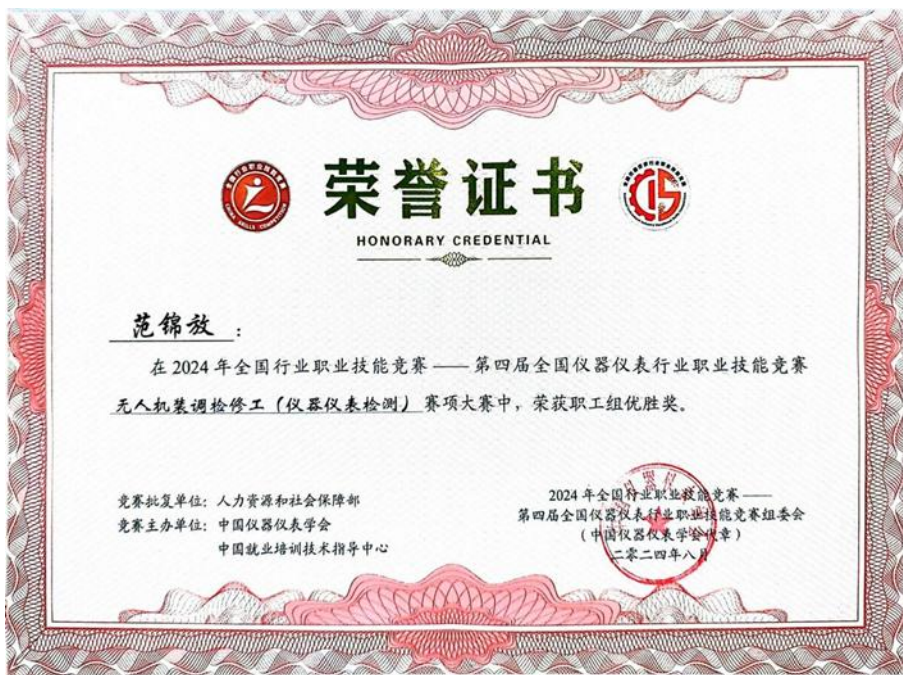 荣誉证书
HONORARY CREDENTIAL
范锦放：
在2024年全国行业职业技能竞赛——第四届全国仪器仪表行业职业技能竞赛
无人机装调检修工（仪器仪表检测）赛项大赛中，荣获职工组优胜奖。
竞赛批复单位：人力资源和社会保障部
竞赛主办单位：中国仪器仪表学会
中国就业培训技术指导中心
2024年全国行业职业技能竞赛——
第四届全国仪器仪表行业职业技能竞赛组委会
（中国仪器仪表学会代章）
二零二四年八月